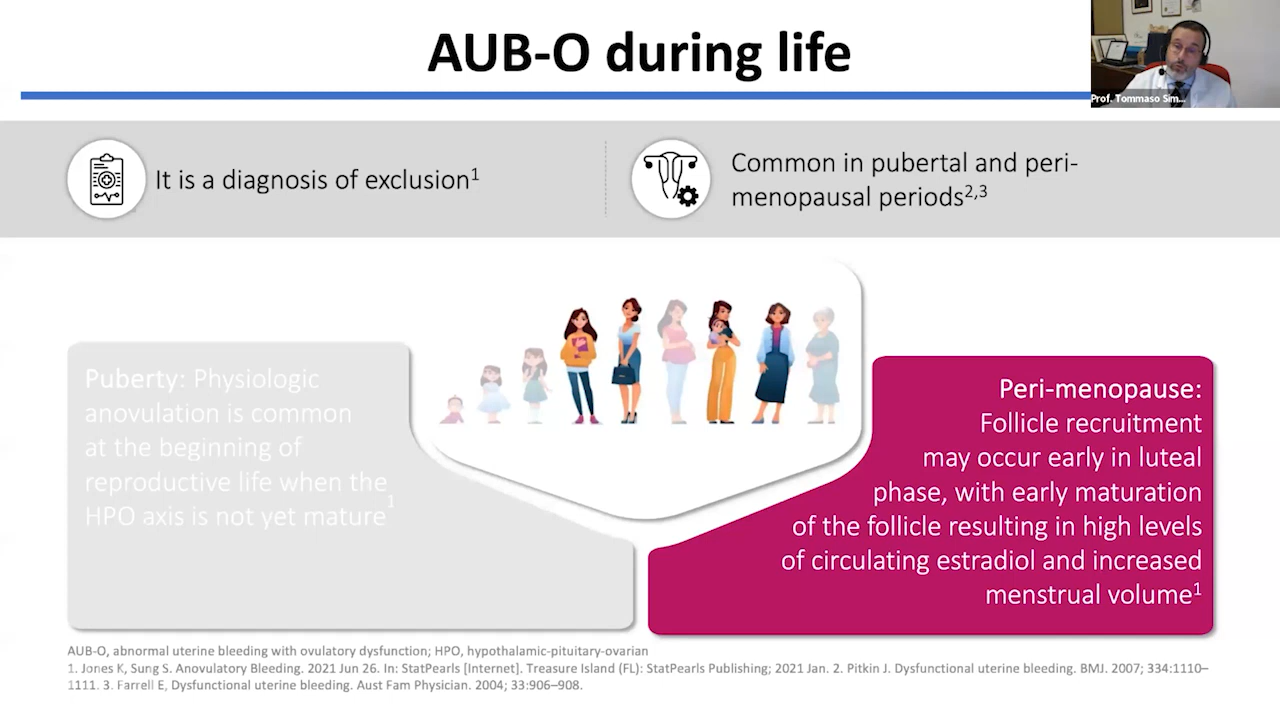 AUB-O during life
Prof. Tommaso Sim...
It is a diagnosis of exclusion1
Common in pubertal and peri-
menopausal periods2,3
Puberty: Physiologic
anovulation is common
at the beginning of
reproductive life when the
HPO axis is not yet mature1
Peri-menopause:
Follicle recruitment
may occur early in luteal
phase, with early maturation
of the follicle resulting in high levels
of circulating estradiol and increased
menstrual volume1
AUB-O, abnormal uterine bleeding with ovulatory dysfunction; HPO, hypothalamic-pituitary-ovarian
1. Jones K, Sung S. Anovulatory Bleeding. 2021 Jun 26. In: StatPearls [Internet]. Treasure Island (FL): StatPearls Publishing; 2021 Jan. 2. Pitkin J. Dysfunctional uterine bleeding. BMJ. 2007; 334:1110–
1111. 3. Farrell E, Dysfunctional uterine bleeding. Aust Fam Physician. 2004; 33:906–908.